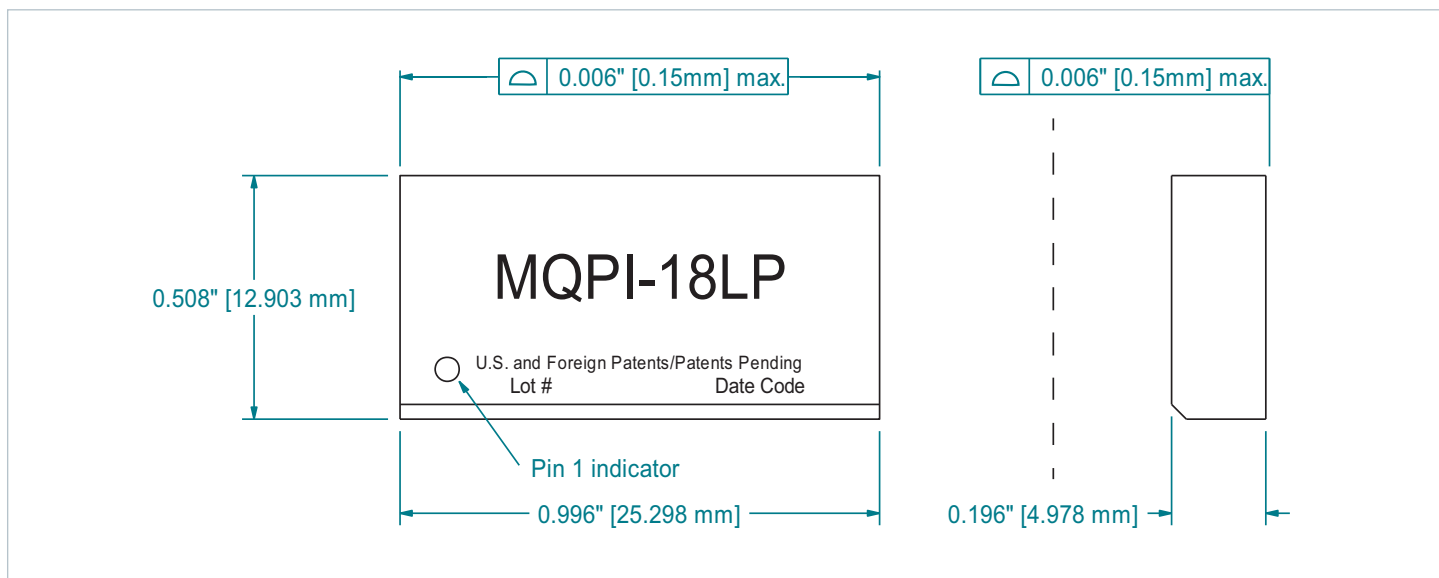 0.006" [0.15mm] max.
0.006" [0.15mm] max.
0.508" [12.903 mm]
MQPI-18LP
U.S. and Foreign Patents/Patents Pending
Lot # Date Code
Pin 1 indicator
0.996" [25.298 mm]
0.196" [4.978 mm]